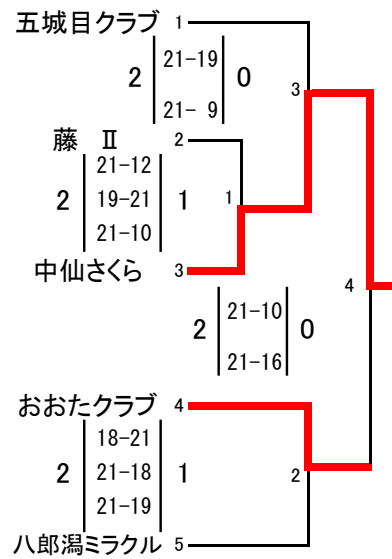 五城目クラブ 1
21-19
2 0
21- 9
3
藤 Ⅱ 2
21-12
2 19-21 1
21-10
1
中仙さくら 3
4
21-10
2 0
21-16
おおたクラブ 4
18-21
2 21-18 1
21-19
2
八郎潟ミラクル 5